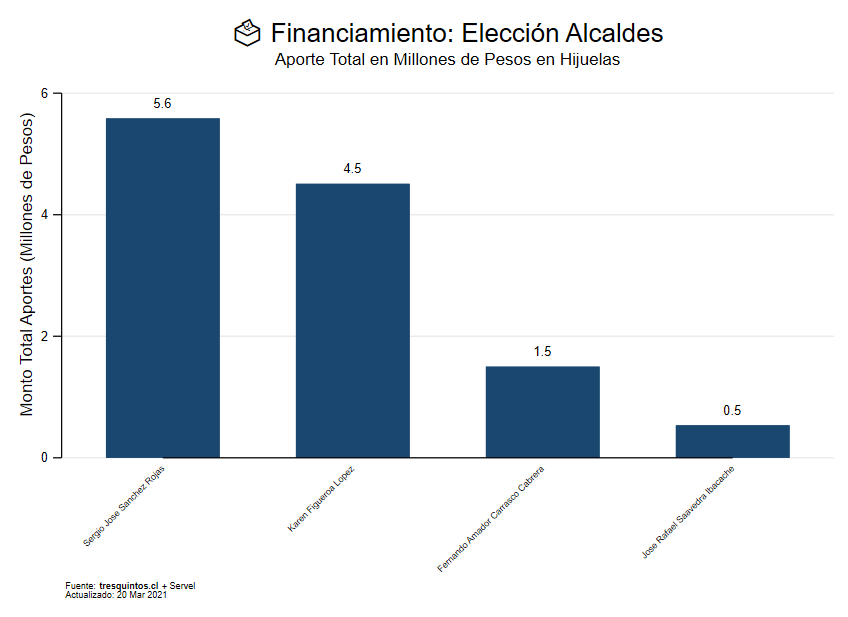 Financiamiento: Elección Alcaldes
Aporte Total en Millones de Pesos en Hijuelas
Monto Total Aportes (Millones de Pesos)
6
4
2
0
5.6
4.5
1.5
0.5
Sergio Jose Sanchez Rojas
Karen Figueroa Lopez
Fernando Amador Carrasco Cabrera
Jose Rafael Saavedra Ibacache
Fuente: tresquintos.cl + Servel
Actualizado: 20 Mar 2021